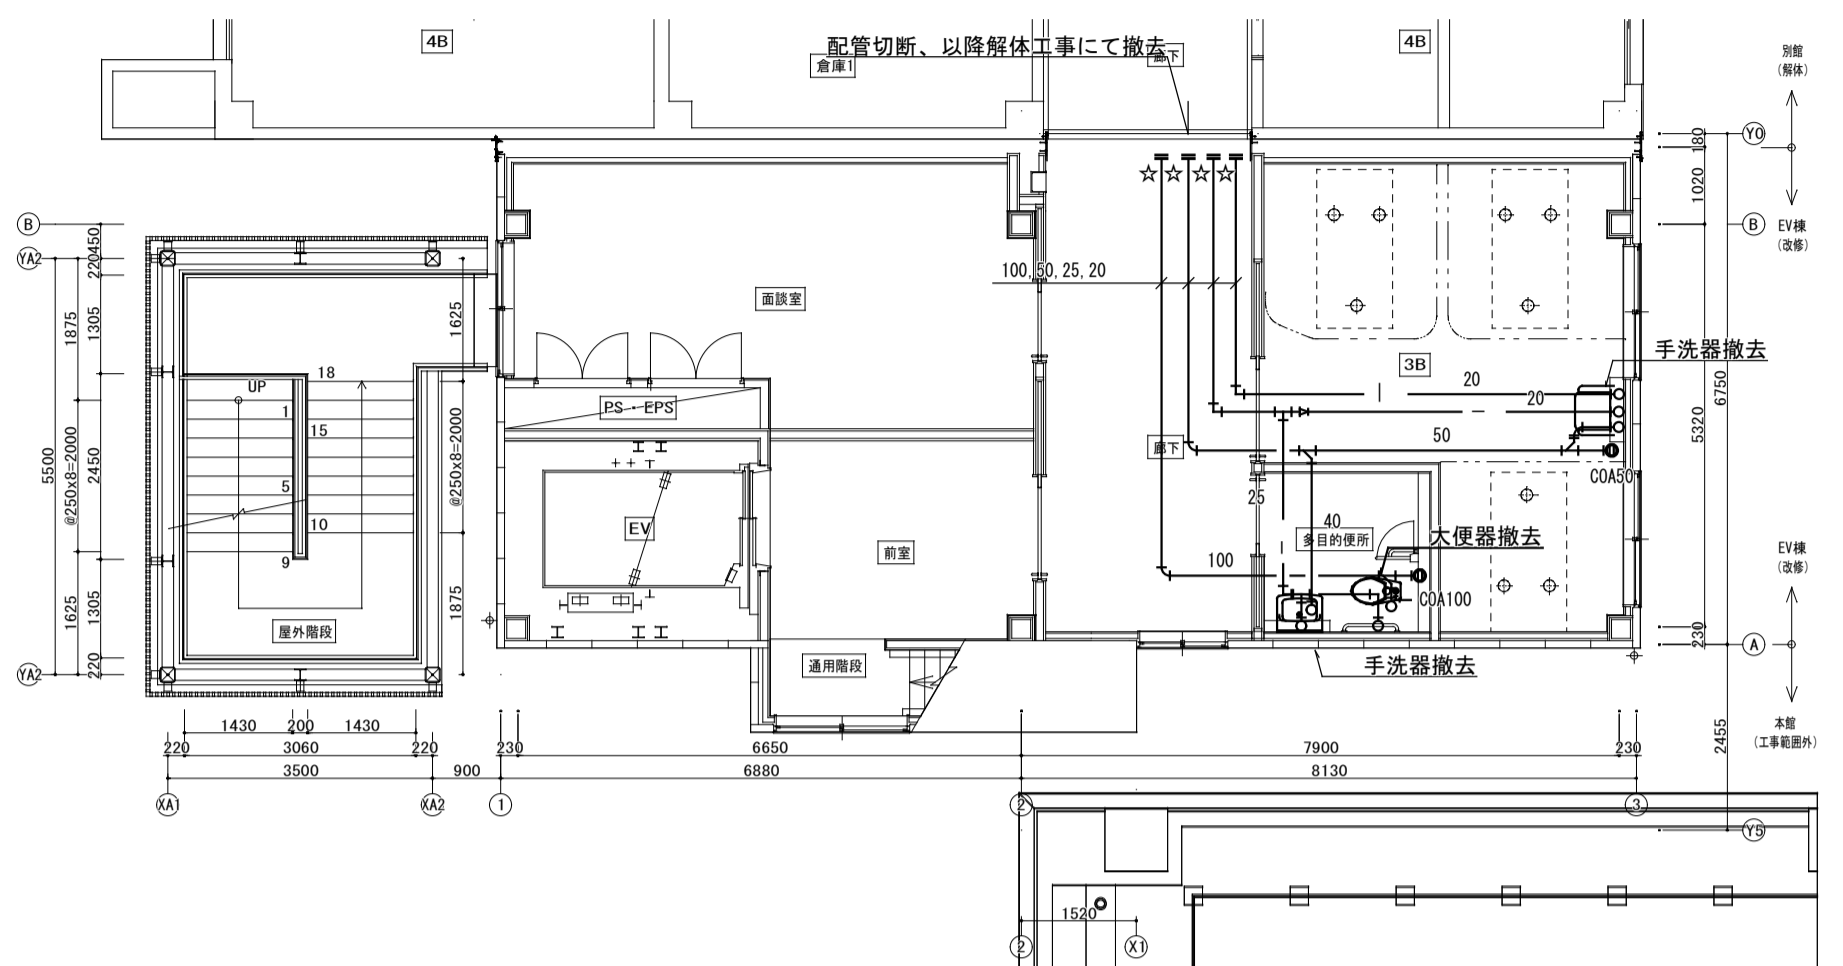 4B
配管切断、以降解体工事にて撤去
倉庫1
廊下
4B
別館
(解体)
Y0
180
1020
B
EV棟
(改修)
☆ ☆ ☆ ☆
100,50,25,20
面談室
B
YA2
450
220
1875
1305
1625
UP
18
1
15
5
10
9
5500
@250x8=2000
2450
@250x8=2000
1625
1305
1875
220
YA2
屋外階段
PS・EPS
EV
前室
廊下
3B
手洗器撤去
20
20
50
COA50
25
40
多目的便所
大便器撤去
100
COA100
手洗器撤去
通用階段
6750
5320
230
EV棟
(改修)
A
本館
(工事範囲外)
2455
1430
200
1430
220
3060
220
230
6650
7900
230
3500
900
6880
8130
XA1
XA2
1
2
3
Y5
1520
2
X1